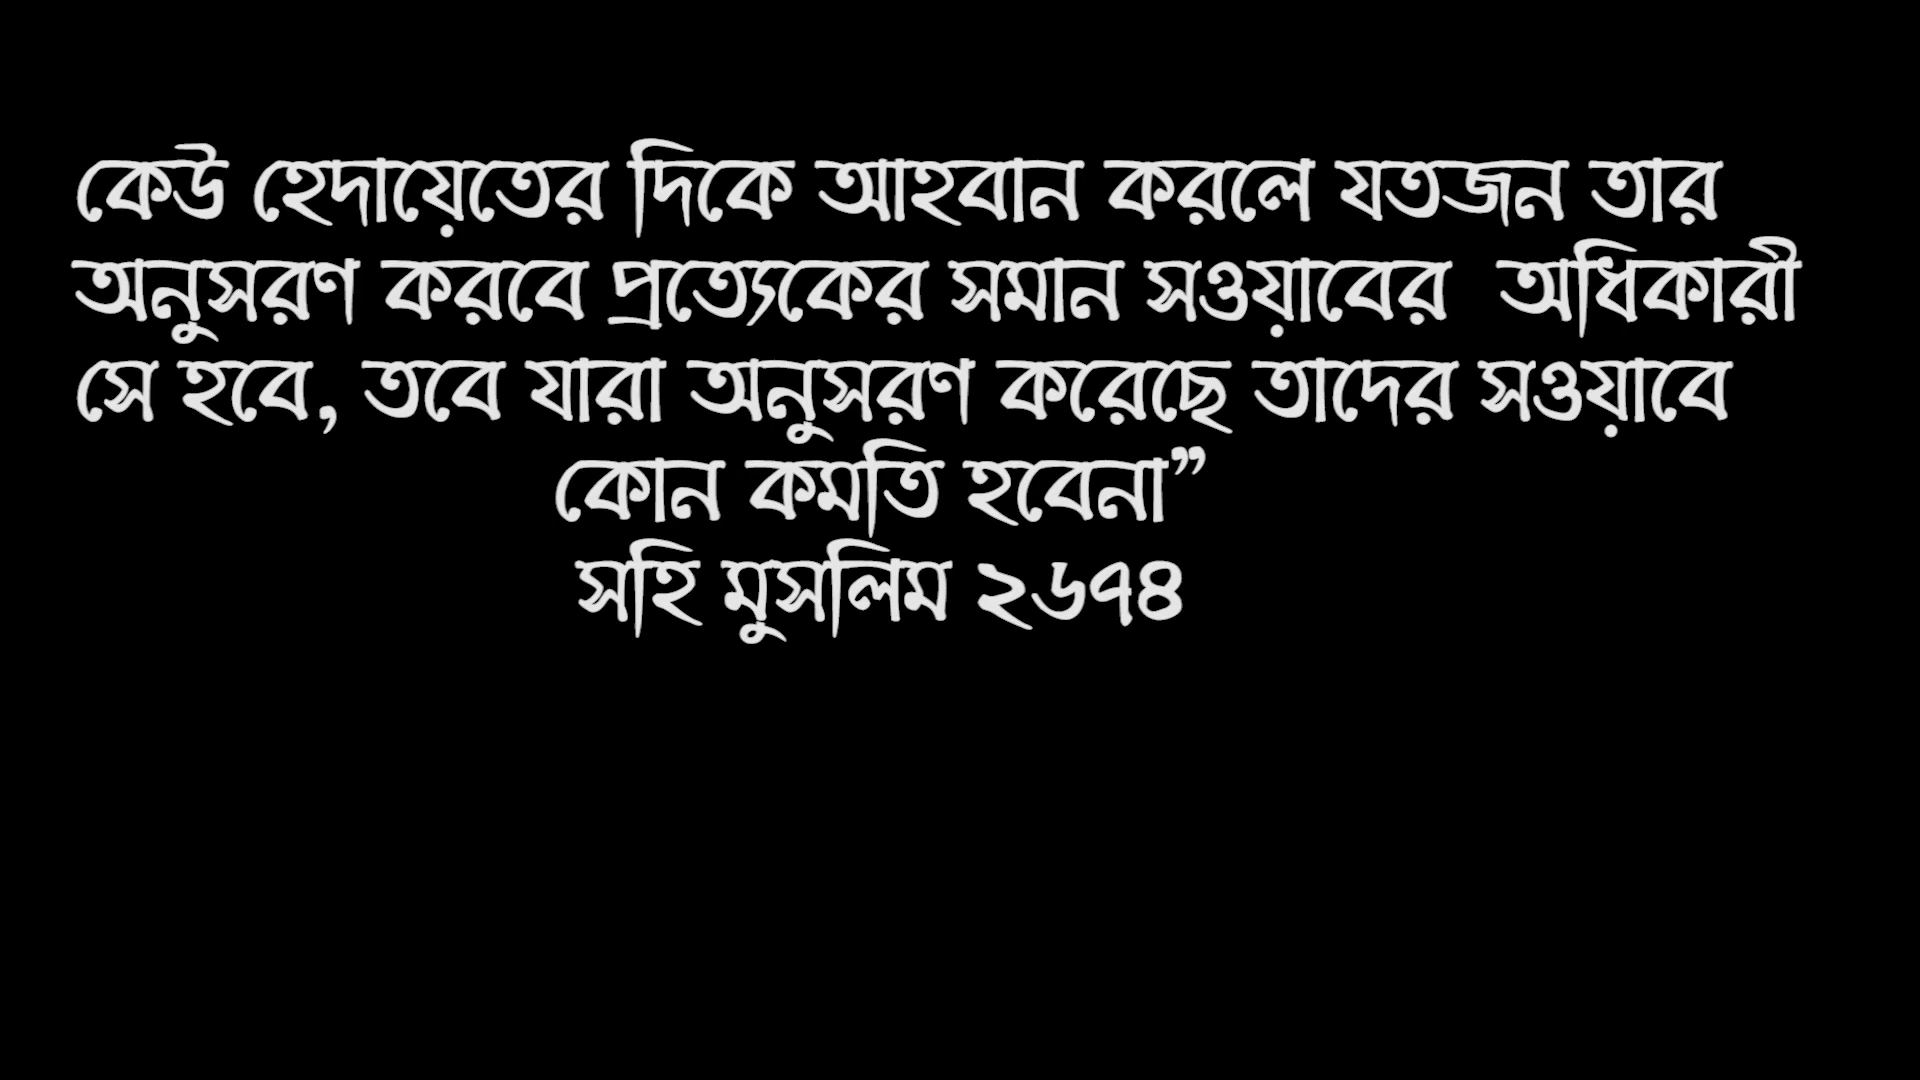 কেউ হেদায়েতের দিকে আহবান করলে যতজন তার
অনুসরণ করবে প্রত্যেকের সমান সওয়াবের অধিকারী
সে হবে, তবে যারা অনুসরণ করেছে তাদের সওয়াবে
কোন কমতি হবেনা”
সহি মুসলিম ২৬৭৪